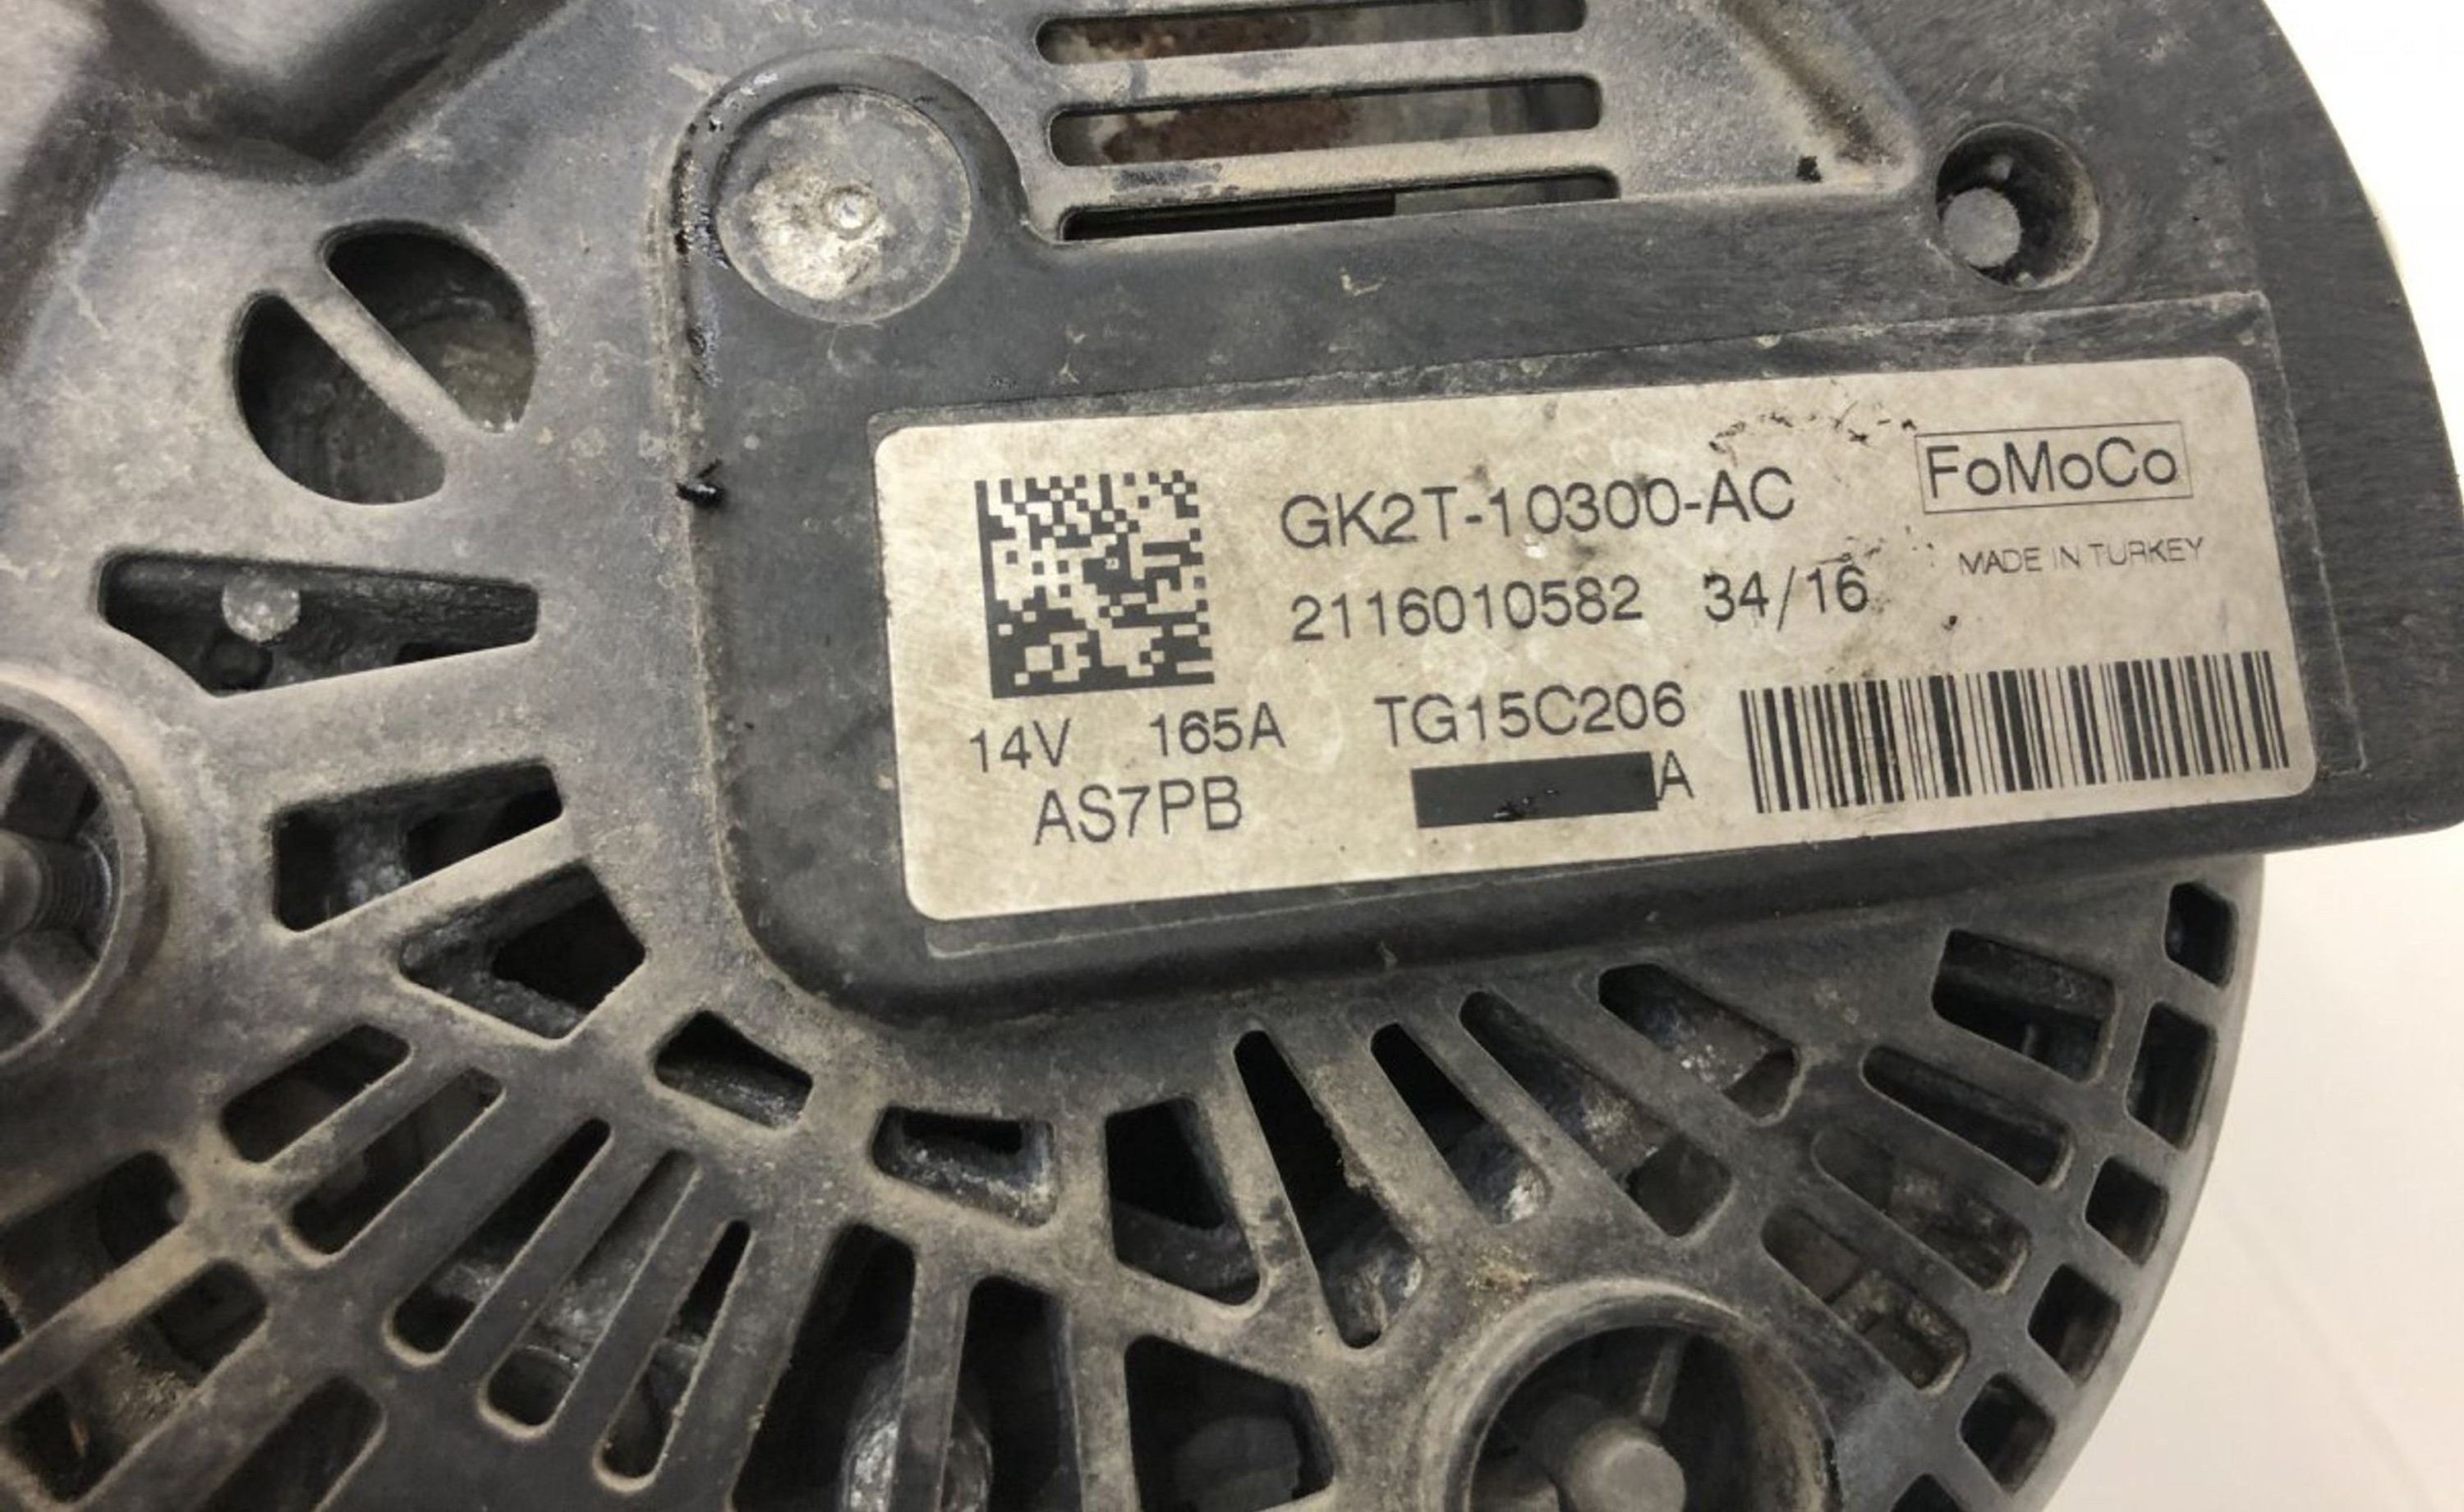 GK2T-10300-AC
FoMoCo
MADE IN TURKEY
2116010582 34/16
14V 165A TG15C206
AS7PB A